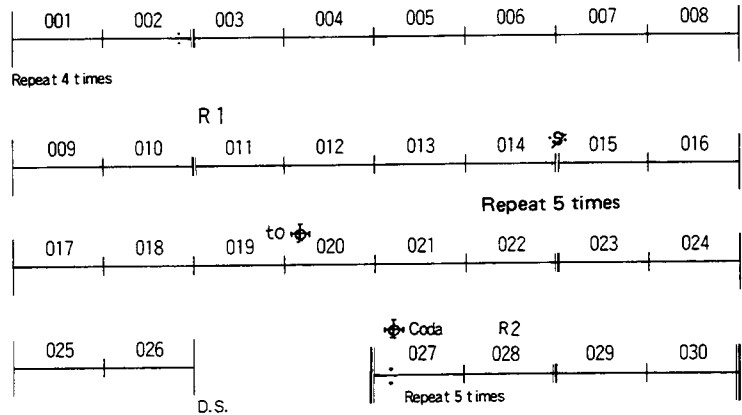 001 002 003 004 005 006 007 008
Repeat 4 times
R1
009 010 011 012 013 014 015 016
Repeat 5 times
to
017 018 019 020 021 022 023 024
Coda R2
025 026 027 028 029 030
D.S. Repeat 5 times